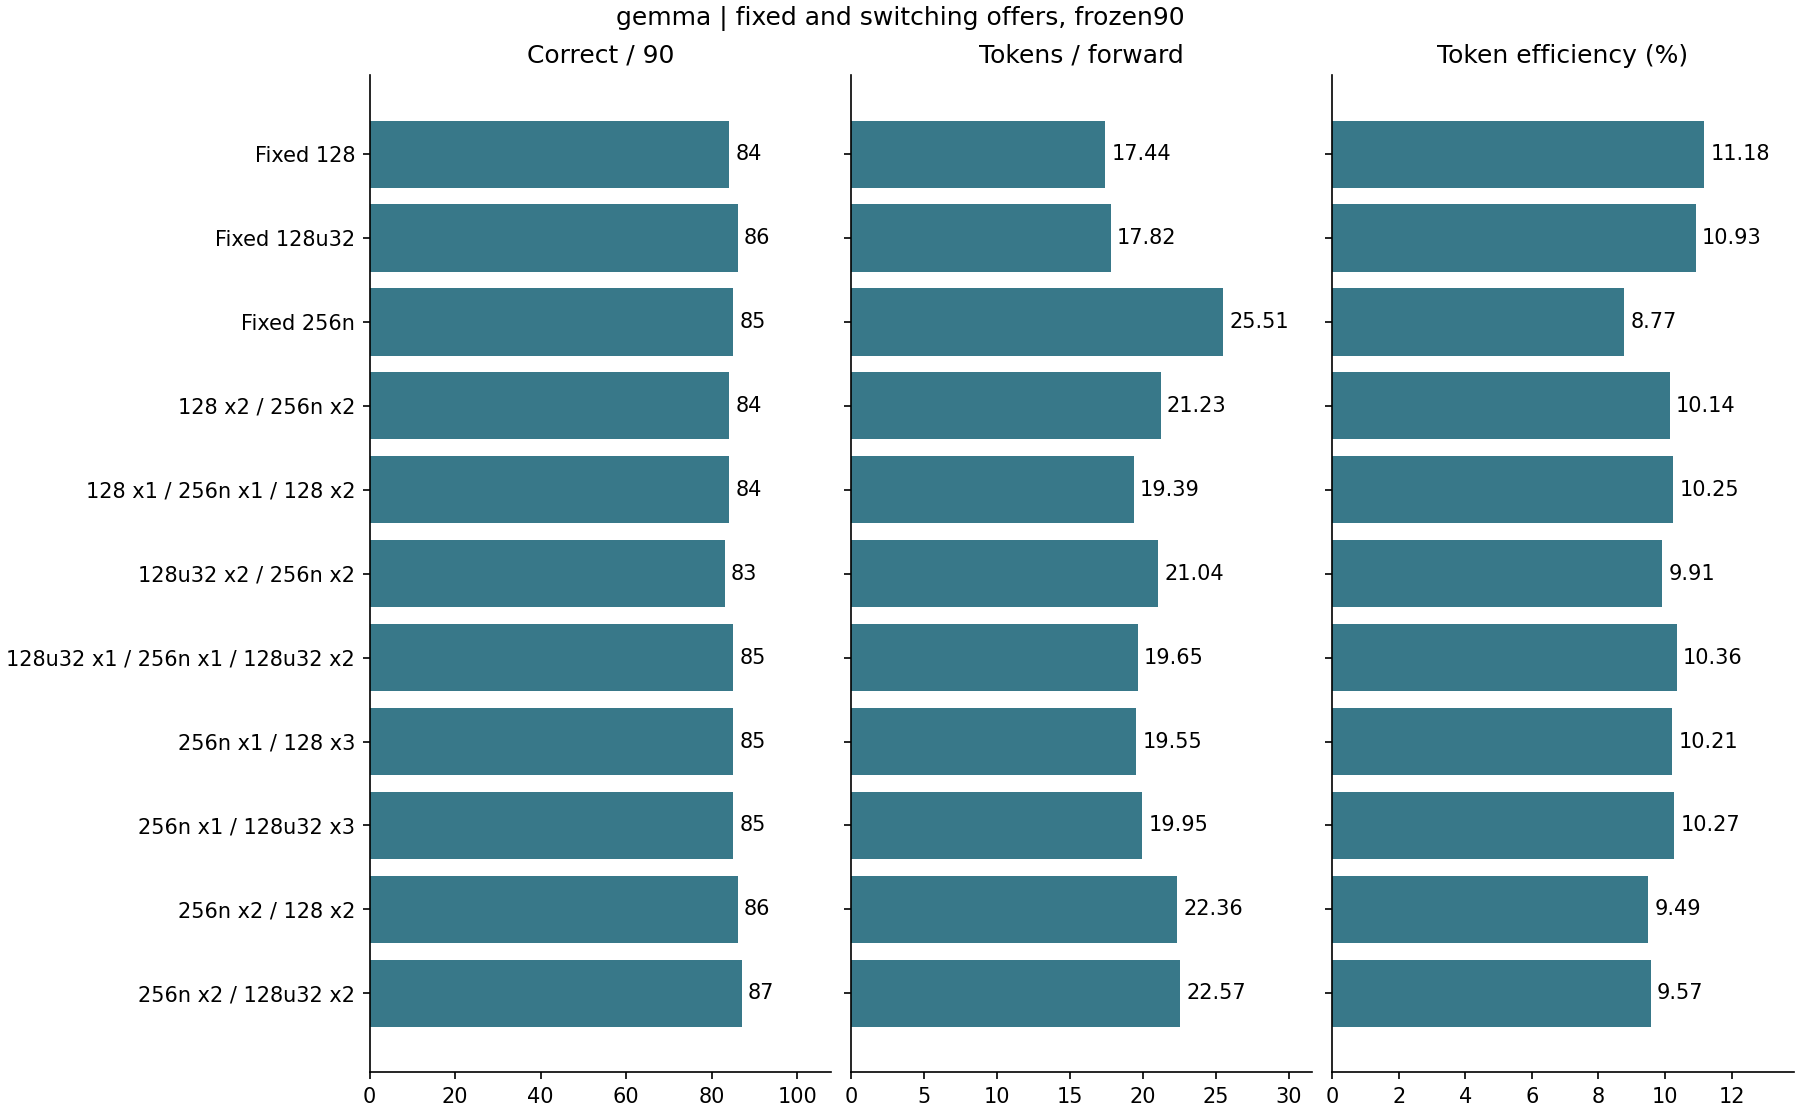 gemma | fixed and switching offers, frozen90
Correct / 90
Tokens / forward
Token efficiency (%)
Fixed 128
84
17.44
11.18
Fixed 128u32
86
17.82
10.93
Fixed 256n
85
25.51
8.77
128 x2 / 256n x2
84
21.23
10.14
128 x1 / 256n x1 / 128 x2
84
19.39
10.25
128u32 x2 / 256n x2
83
21.04
9.91
128u32 x1 / 256n x1 / 128u32 x2
85
19.65
10.36
256n x1 / 128 x3
85
19.55
10.21
256n x1 / 128u32 x3
85
19.95
10.27
256n x2 / 128 x2
86
22.36
9.49
256n x2 / 128u32 x2
87
22.57
9.57
0 20 40 60 80 100
0 5 10 15 20 25 30
0 2 4 6 8 10 12